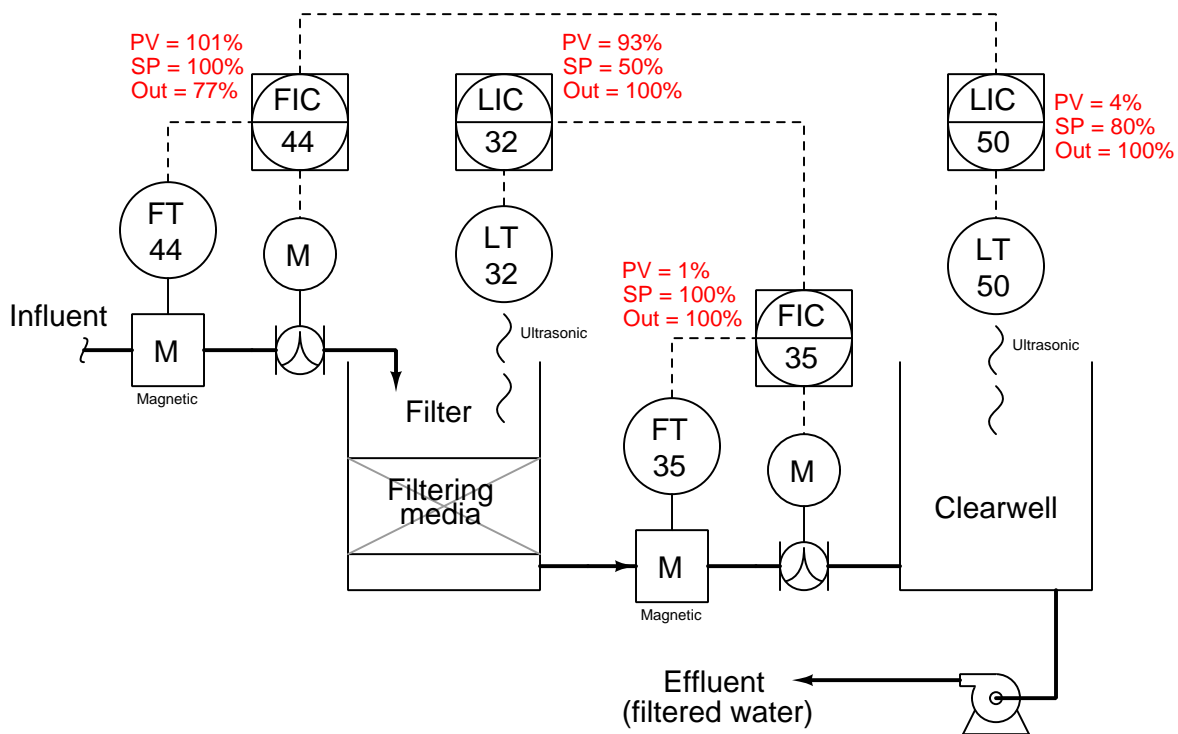 PV = 101%
SP = 100%
Out = 77%
FIC
44
PV = 93%
SP = 50%
Out = 100%
LIC
32
LIC
50
PV = 4%
SP = 80%
Out = 100%
FT
44
M
LT
32
LT
50
PV = 1%
SP = 100%
Out = 100%
FIC
35
Influent
M
Magnetic
Ultrasonic
Ultrasonic
Filter
FT
35
M
Filtering
media
Clearwell
M
Magnetic
Effluent
(filtered water)